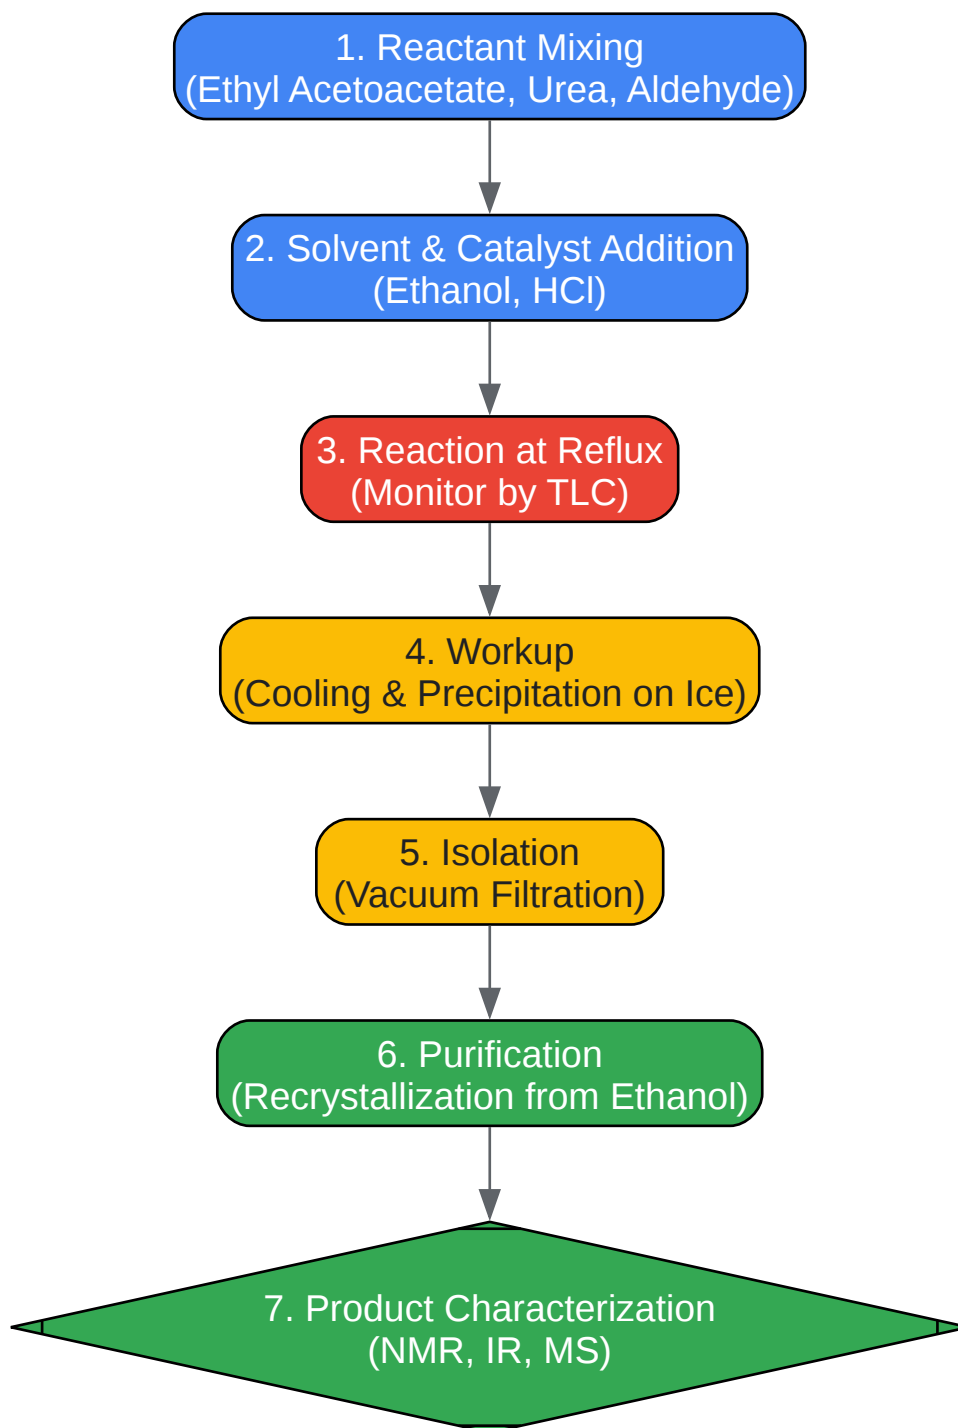 1. Reactant Mixing
(Ethyl Acetoacetate, Urea, Aldehyde)
2. Solvent & Catalyst Addition
(Ethanol, HCl)
3. Reaction at Reflux
(Monitor by TLC)
4. Workup
(Cooling & Precipitation on Ice)
5. Isolation
(Vacuum Filtration)
6. Purification
(Recrystallization from Ethanol)
7. Product Characterization
(NMR, IR, MS)